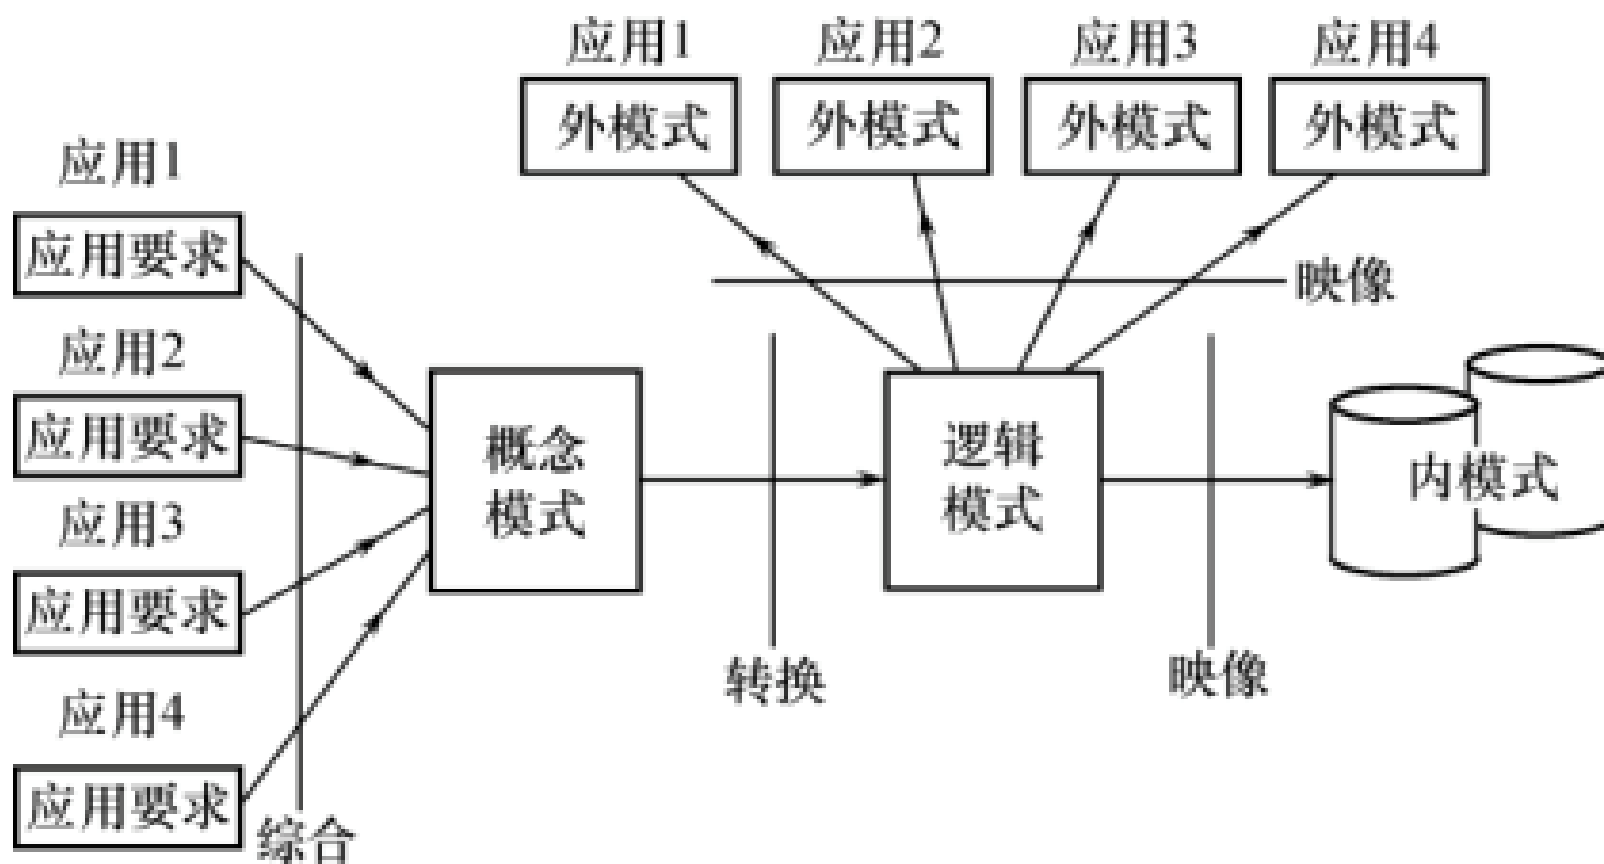 应用1
应用2
应用3
应用4
外模式
外模式
外模式
外模式
应用1
应用要求
应用2
应用要求
应用3
应用要求
应用4
应用要求
综合
概念
模式
转换
逻辑
模式
映像
映像
内模式